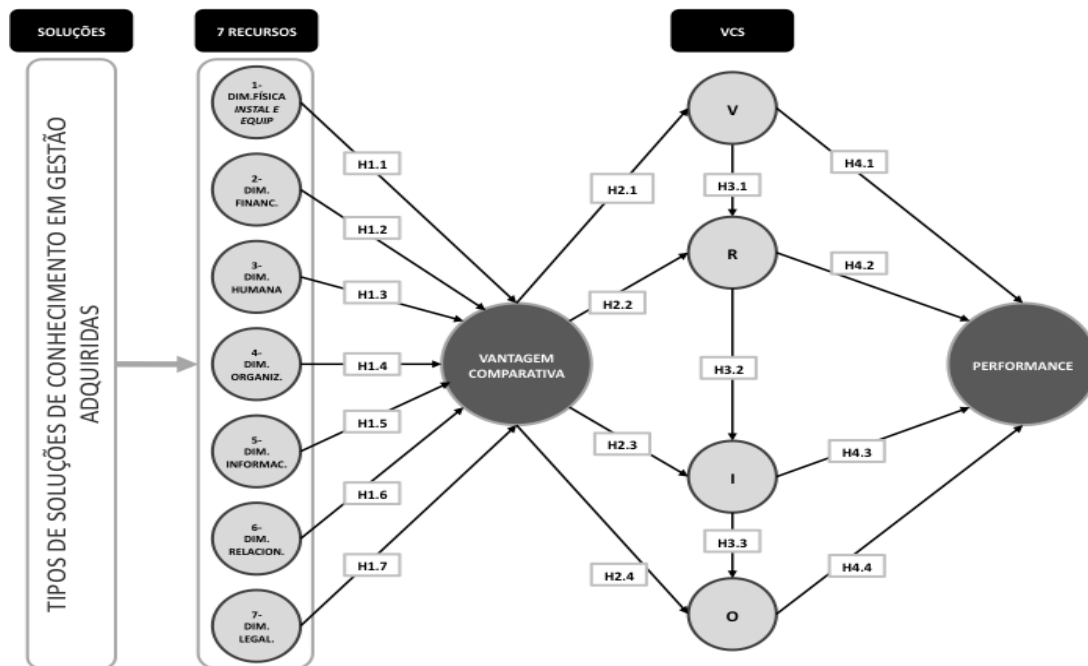 SOLUÇÕES
7 RECURSOS
VCS
TIPOS DE SOLUÇÕES DE CONHECIMENTO EM GESTÃO
ADQUIRIDAS
1-
DIM.FÍSICA
INSTAL E
EQUIP
2-
DIM.
FINANC.
3-
DIM.
HUMANA
4-
DIM.
ORGANIZ.
5-
DIM.
INFORMAC.
6-
DIM.
RELACION.
7-
DIM.
LEGAL.
H1.1
H1.2
H1.3
H1.4
H1.5
H1.6
H1.7
VANTAGEM
COMPARATIVA
H2.1
H2.2
H2.3
H2.4
V
H3.1
R
H3.2
I
H3.3
O
H4.1
H4.2
H4.3
H4.4
PERFORMANCE